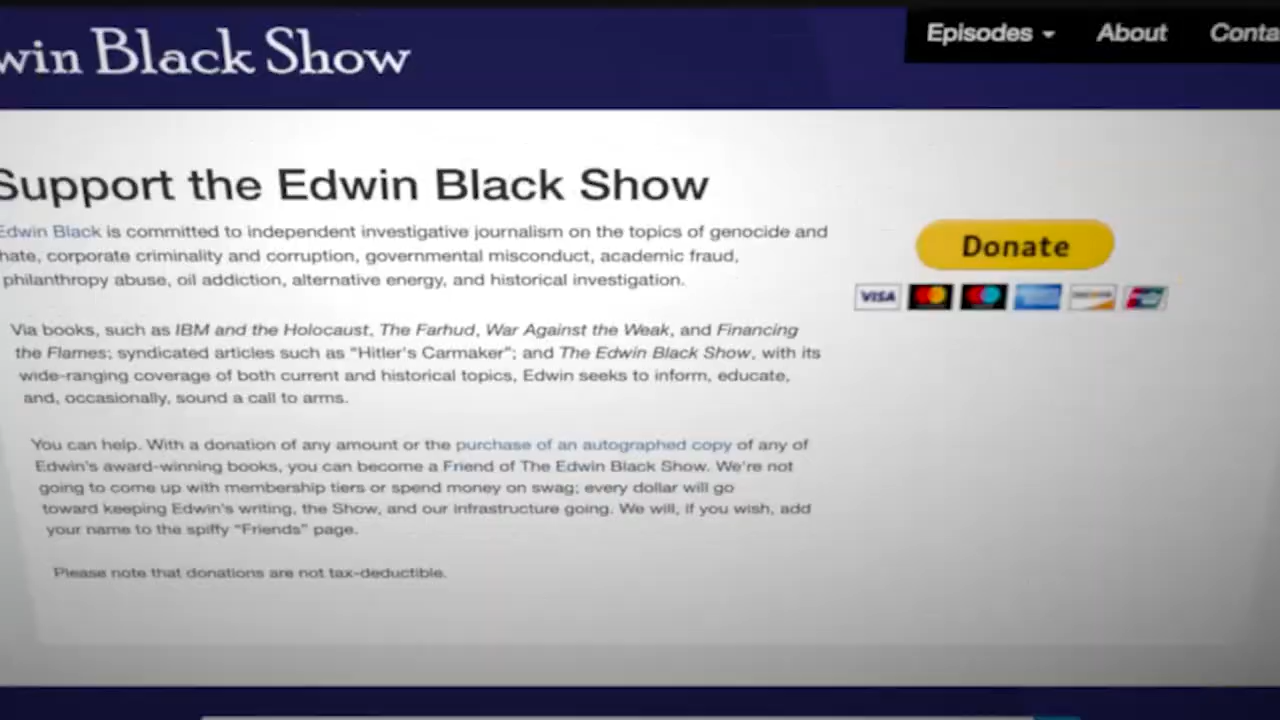 win Black Show
Episodes
About
Conta
Support the Edwin Black Show
Edwin Black is committed to independent investigative journalism on the topics of genocide and
hate, corporate criminality and corruption, governmental misconduct, academic fraud,
philanthropy abuse, oil addiction, alternative energy, and historical investigation.
Donate
VISA
Via books, such as IBM and the Holocaust, The Farhud, War Against the Weak, and Financing
the Flames; syndicated articles such as "Hitler's Carmaker"; and The Edwin Black Show, with its
wide-ranging coverage of both current and historical topics, Edwin seeks to inform, educate,
and, occasionally, sound a call to arms.
You can help. With a donation of any amount or the purchase of an autographed copy of any of
Edwin's award-winning books, you can become a Friend of The Edwin Black Show. We're not
going to come up with membership tiers or spend money on swag; every dollar will go
toward keeping Edwin's writing, the Show, and our infrastructure going. We will, if you wish, add
your name to the spiffy "Friends" page.
Please note that donations are not tax-deductible.